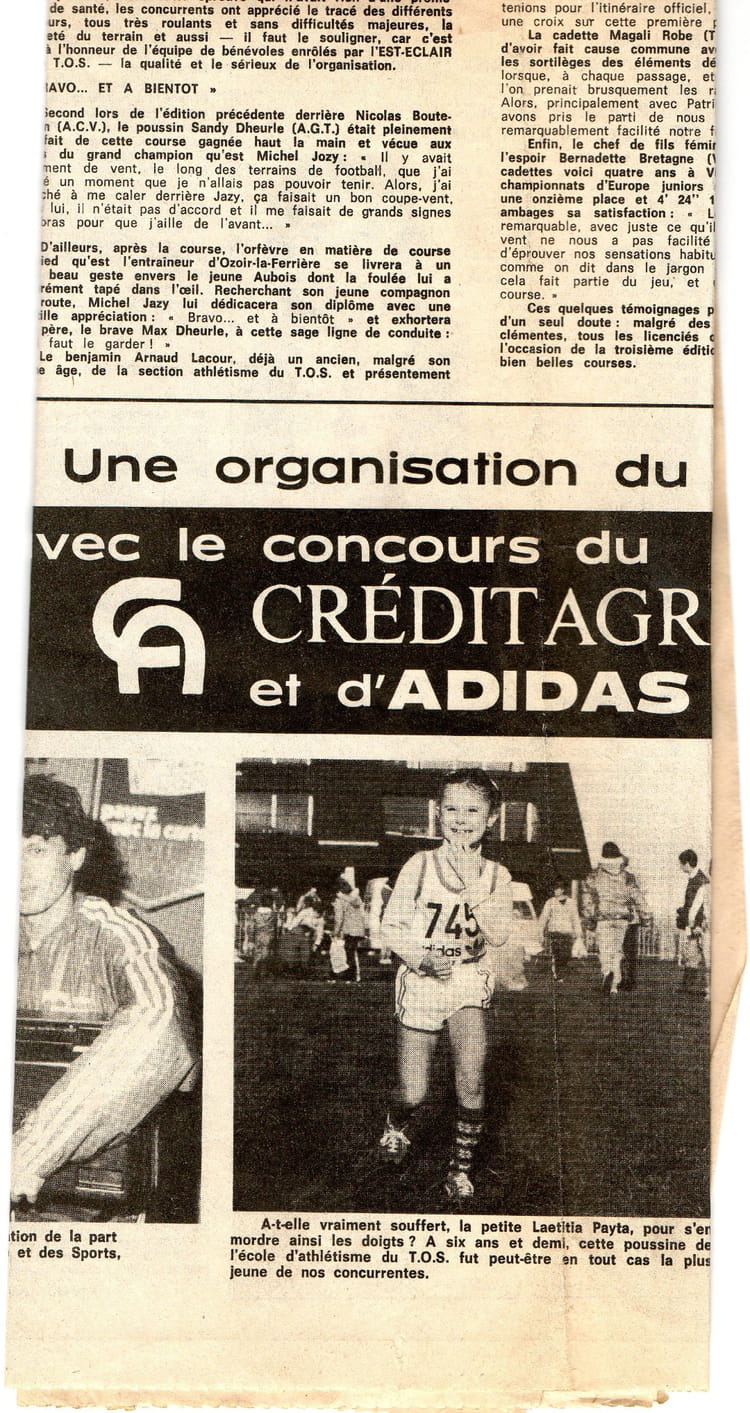 de santé, les concurrents ont apprécié le tracé des différents
urs, tous très roulants et sans difficultés majeures, la
eté du terrain et aussi — il faut le souligner, car c'est
à l'honneur de l'équipe de bénévoles enrôlés par l'EST-ECLAIR
T.O.S. — la qualité et le sérieux de l'organisation.
AVO... ET A BIENTOT »
Second lors de l'édition précédente derrière Nicolas Boute-
n (A.C.V.), le poussin Sandy Dheurle (A.G.T.) était pleinement
fait de cette course gagnée haut la main et vécue aux
du grand champion qu'est Michel Jozy : « Il y avait
ment de vent, le long des terrains de football, que j'ai
é un moment que je n'allais pas pouvoir tenir. Alors, j'ai
ché à me caler derrière Jazy, ça faisait un bon coupe-vent,
lui, il n'était pas d'accord et il me faisait de grands signes
bras pour que j'aille de l'avant... »
D'ailleurs, après la course, l'orfèvre en matière de course
ied qu'est l'entraîneur d'Ozoir-la-Ferrière se livrera à un
beau geste envers le jeune Aubois dont la foulée lui a
rément tapé dans l'œil. Recherchant son jeune compagnon
route, Michel Jazy lui dédicacera son diplôme avec une
ille appréciation : « Bravo... et à bientôt » et exhortera
père, le brave Max Dheurle, à cette sage ligne de conduite :
faut le garder ! »
Le benjamin Arnaud Lacour, déjà un ancien, malgré son
e âge, de la section athlétisme du T.O.S. et présentement
tenions pour l'itinéraire officiel,
une croix sur cette première p
La cadette Magali Robe (T
d'avoir fait cause commune av
les sortilèges des éléments dé
lorsque, à chaque passage, et
l'on prenait brusquement les r
Alors, principalement avec Patri
avons pris le parti de nous
remarquablement facilité notre f
Enfin, le chef de fils fémin
l'espoir Bernadette Bretagne (V
cadettes voici quatre ans à V
championnats d'Europe juniors
une onzième place et 4' 24" 1
ambages sa satisfaction : « L
remarquable, avec juste ce qu'il
vent ne nous a pas facilité
d'éprouver nos sensations habitu
comme on dit dans le jargon
cela fait partie du jeu, et
course. »
Ces quelques témoignages p
d'un seul doute : malgré des
clémentes, tous les licenciés
l'occasion de la troisième éditio
bien belles courses.
Une organisation du
vec le concours du
CA CRÉDIT AGR
et d'ADIDAS
745
adidas
tion de la part
et des Sports,
A-t-elle vraiment souffert, la petite Laetitia Payta, pour s'en
mordre ainsi les doigts ? A six ans et demi, cette poussine de
l'école d'athlétisme du T.O.S. fut peut-être en tout cas la plus
jeune de nos concurrentes.